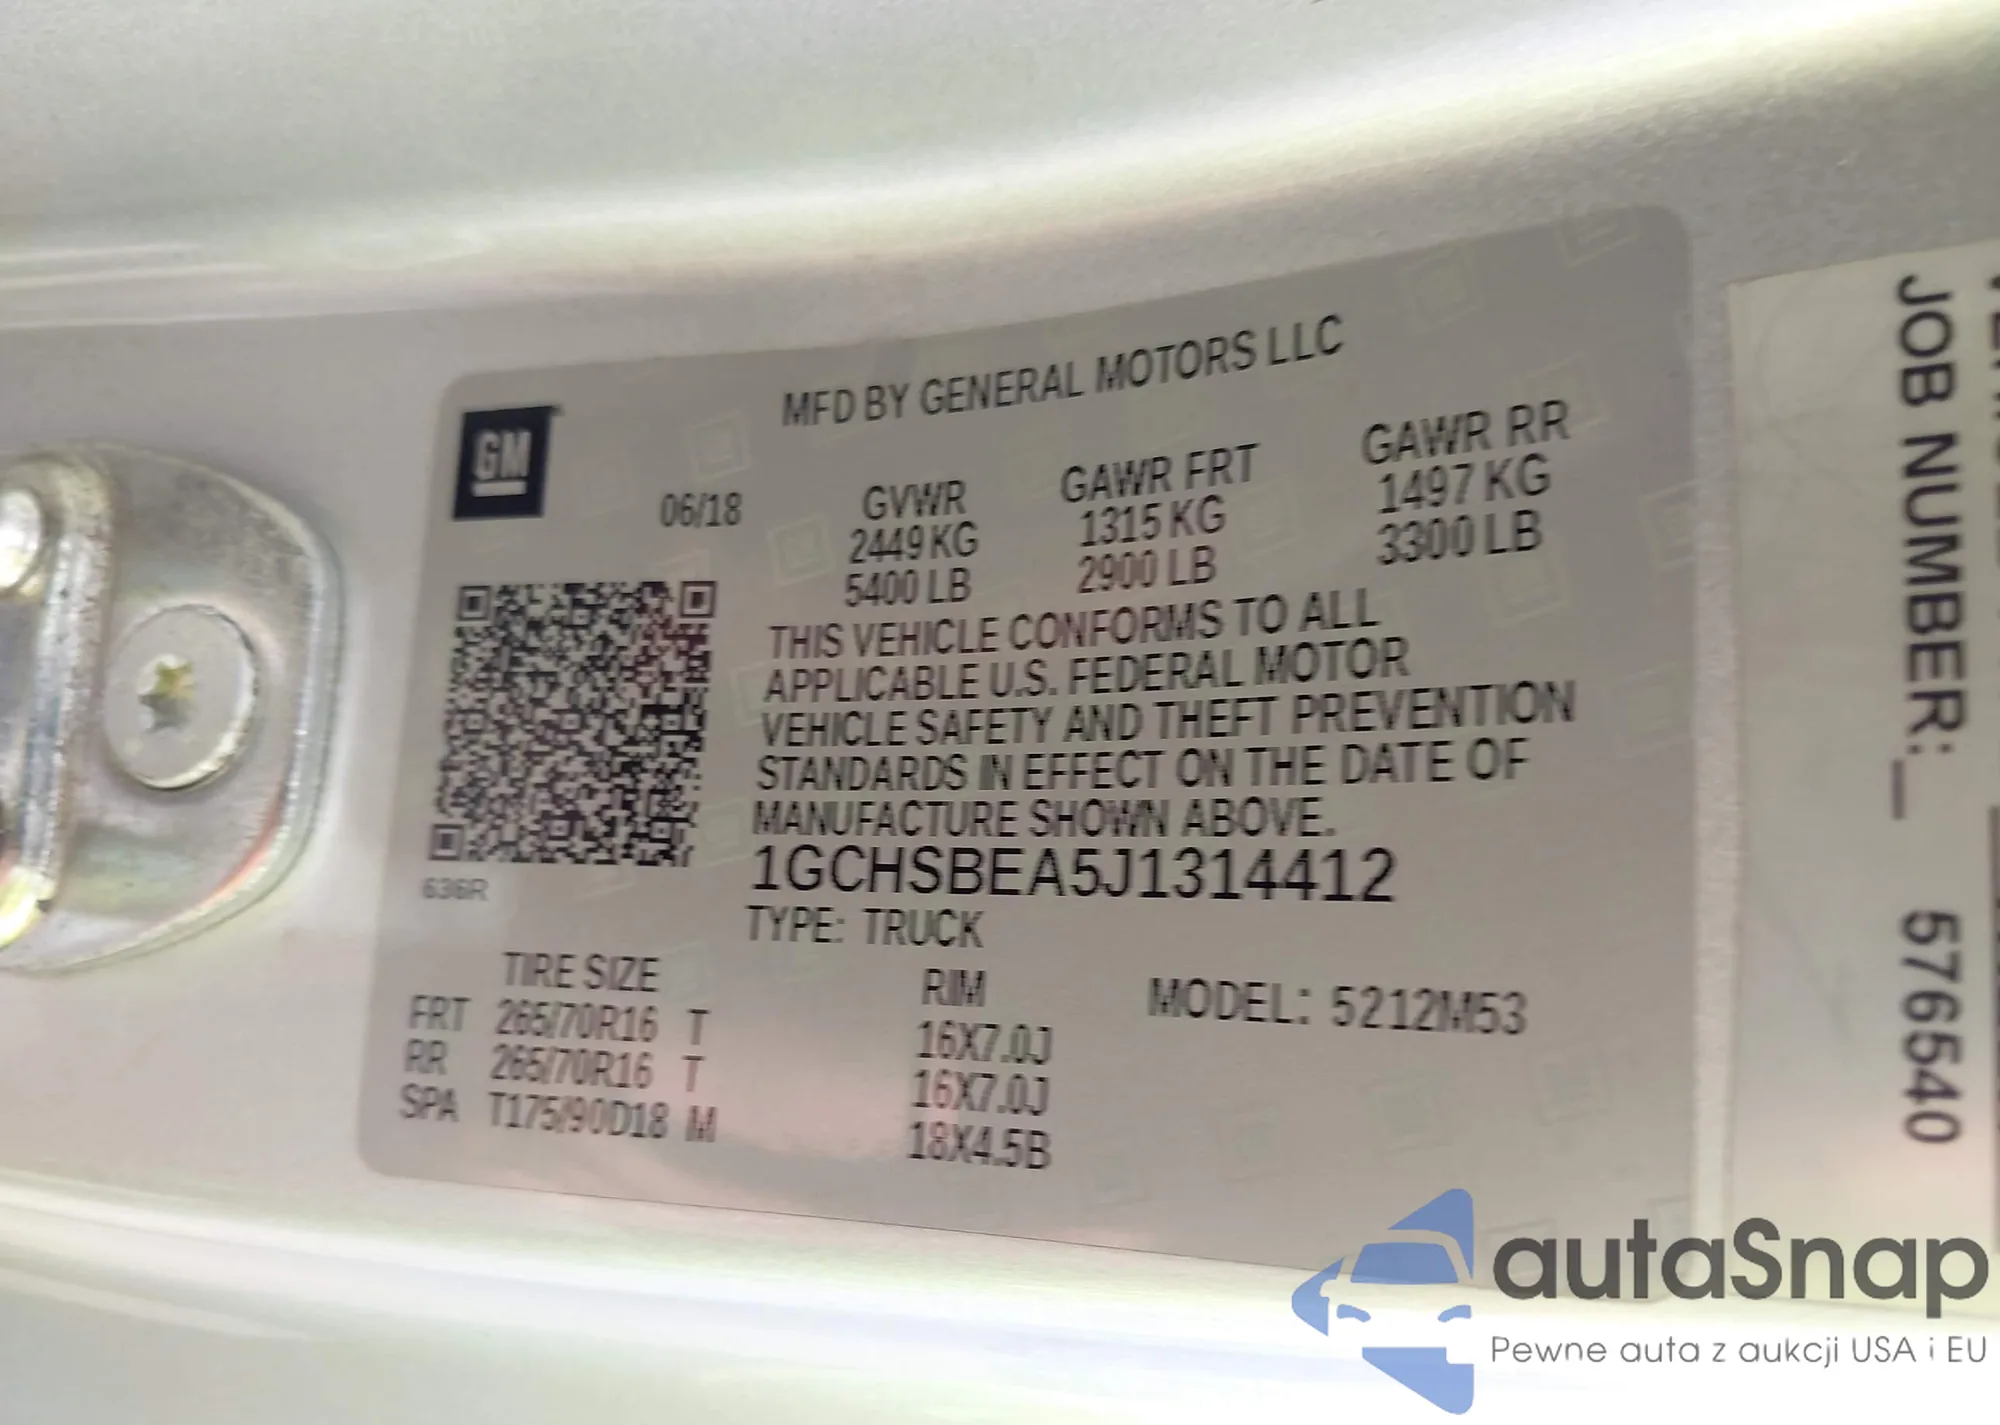 MFD BY GENERAL MOTORS LLC
GM
06/18
GVWR GAWR FRT GAWR RR
2449 KG 1315 KG 1497 KG
5400 LB 2900 LB 3300 LB
THIS VEHICLE CONFORMS TO ALL
APPLICABLE U.S. FEDERAL MOTOR
VEHICLE SAFETY AND THEFT PREVENTION
STANDARDS IN EFFECT ON THE DATE OF
MANUFACTURE SHOWN ABOVE.
1GCHSBEA5J1314412
636R
TYPE: TRUCK
TIRE SIZE RIM MODEL: 5212M53
FRT 265/70R16 T 16X7.0J
RR 265/70R16 T 16X7.0J
SPA T175/90D18 M 18X4.5B
JOB NUMBER:_ 576540
autaSnap
Pewne auta z aukcji USA i EU